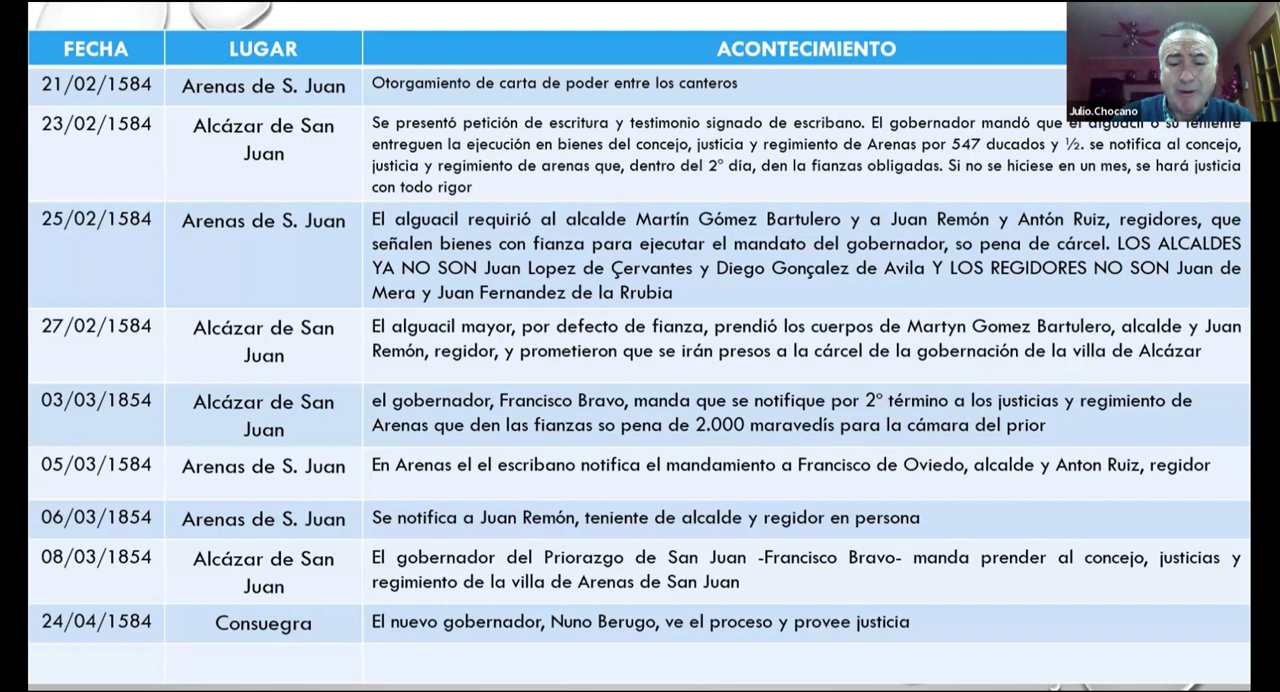 FECHA LUGAR ACONTECIMIENTO
Julio.Chocano
21/02/1584 Arenas de S. Juan Otorgamiento de carta de poder entre los canteros
23/02/1584 Alcázar de San Juan
Se presentó petición de escritura y testimonio signado de escribano. El gobernador mandó que el alguacil o su teniente
entreguen la ejecución en bienes del concejo, justicia y regimiento de Arenas por 547 ducados y ½. se notifica al concejo,
justicia y regimiento de arenas que, dentro del 2º día, den la fianzas obligadas. Si no se hiciese en un mes, se hará justicia
con todo rigor
25/02/1584 Arenas de S. Juan
El alguacil requirió al alcalde Martín Gómez Bartulero y a Juan Remón y Antón Ruiz, regidores, que
señalen bienes con fianza para ejecutar el mandato del gobernador, so pena de cárcel. LOS ALCALDES
YA NO SON Juan Lopez de Çervantes y Diego Gonçalez de Avila Y LOS REGIDORES NO SON Juan de
Mera y Juan Fernandez de la Rrubia
27/02/1584 Alcázar de San Juan
El alguacil mayor, por defecto de fianza, prendió los cuerpos de Martyn Gomez Bartulero, alcalde y Juan
Remón, regidor, y prometieron que se irán presos a la cárcel de la gobernación de la villa de Alcázar
03/03/1854 Alcázar de San Juan
el gobernador, Francisco Bravo, manda que se notifique por 2º término a los justicias y regimiento de
Arenas que den las fianzas so pena de 2.000 maravedís para la cámara del prior
05/03/1584 Arenas de S. Juan En Arenas el el escribano notifica el mandamiento a Francisco de Oviedo, alcalde y Anton Ruiz, regidor
06/03/1854 Arenas de S. Juan Se notifica a Juan Remón, teniente de alcalde y regidor en persona
08/03/1854 Alcázar de San Juan
El gobernador del Priorazgo de San Juan -Francisco Bravo- manda prender al concejo, justicias y
regimiento de la villa de Arenas de San Juan
24/04/1584 Consuegra El nuevo gobernador, Nuno Berugo, ve el proceso y provee justicia